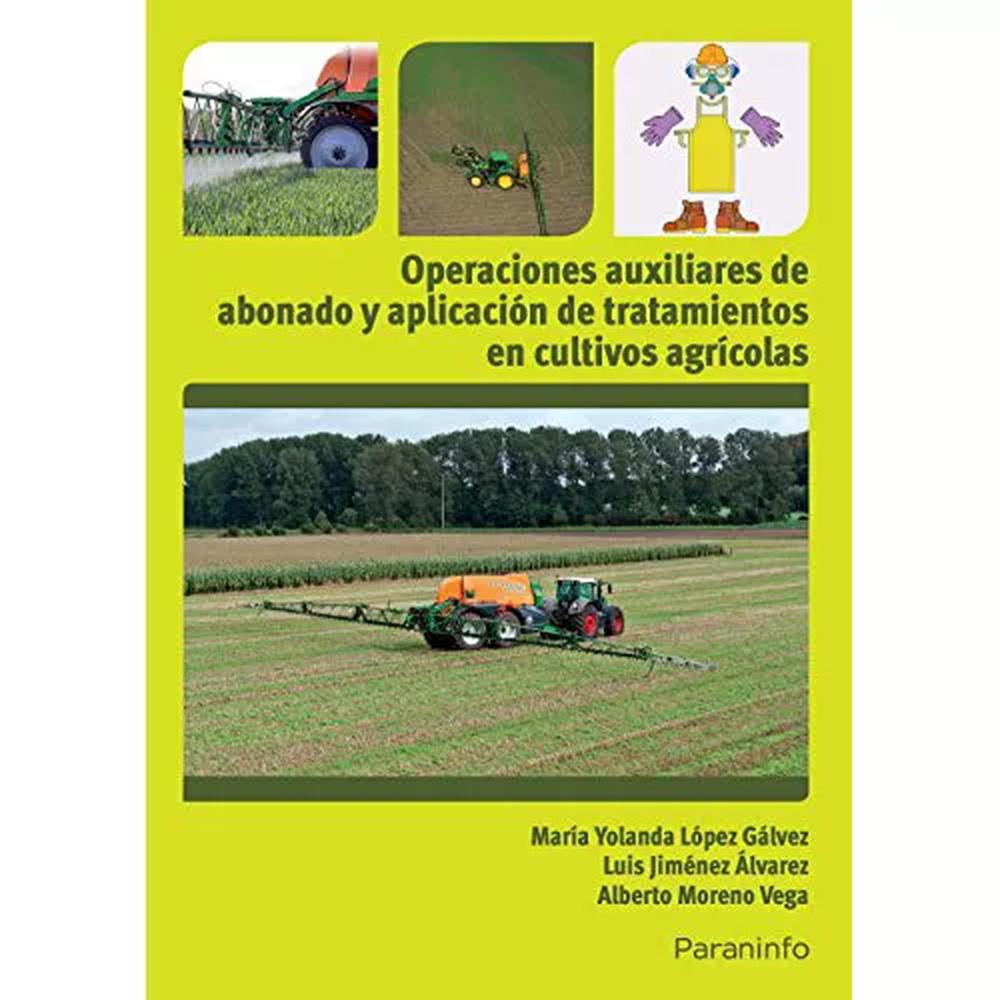 Operaciones auxiliares de
abonado y aplicación de tratamientos
en cultivos agrícolas
María Yolanda López Gálvez
Luis Jiménez Álvarez
Alberto Moreno Vega
Paraninfo